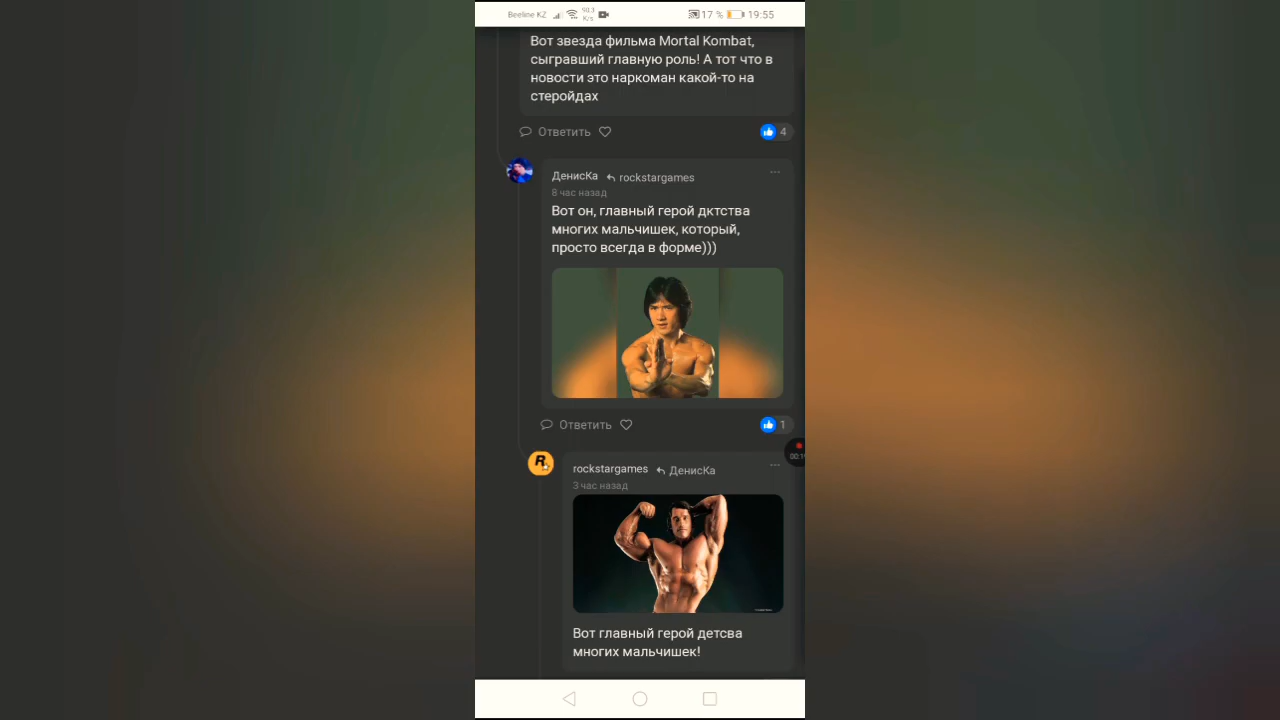 Beeline KZ
17 %
19:55
Вот звезда фильма Mortal Kombat,
сыгравший главную роль! А тот что в
новости это наркоман какой-то на
стеройдах
Ответить
4
ДенисКа rockstargames
8 час назад
Вот он, главный герой дктства
многих мальчишек, который,
просто всегда в форме)))
Ответить
1
R
rockstargames ДенисКа
3 час назад
Вот главный герой детсва
многих мальчишек!